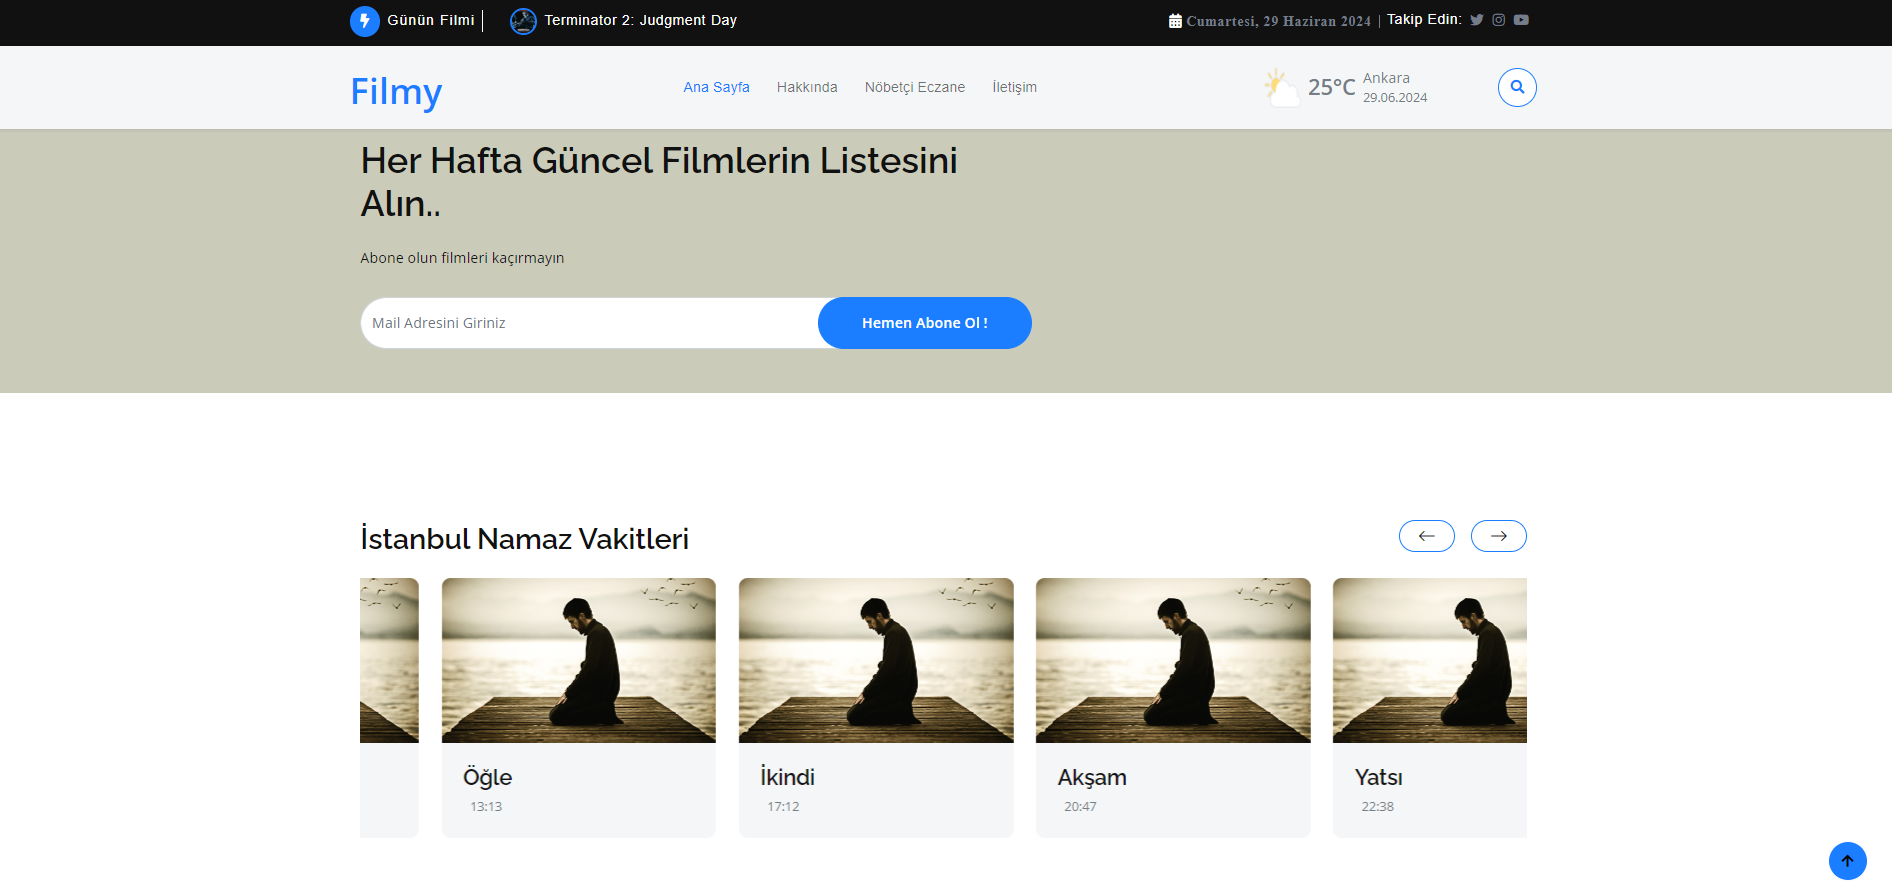 Günün Filmi
Terminator 2: Judgment Day
Cumartesi, 29 Haziran 2024 | Takip Edin:
Filmy
Ana Sayfa
Hakkında
Nöbetçi Eczane
İletişim
25°C
Ankara
29.06.2024
Her Hafta Güncel Filmlerin Listesini
Alın..
Abone olun filmleri kaçırmayın
Mail Adresini Giriniz
Hemen Abone Ol !
İstanbul Namaz Vakitleri
Öğle
13:13
İkindi
17:12
Akşam
20:47
Yatsı
22:38